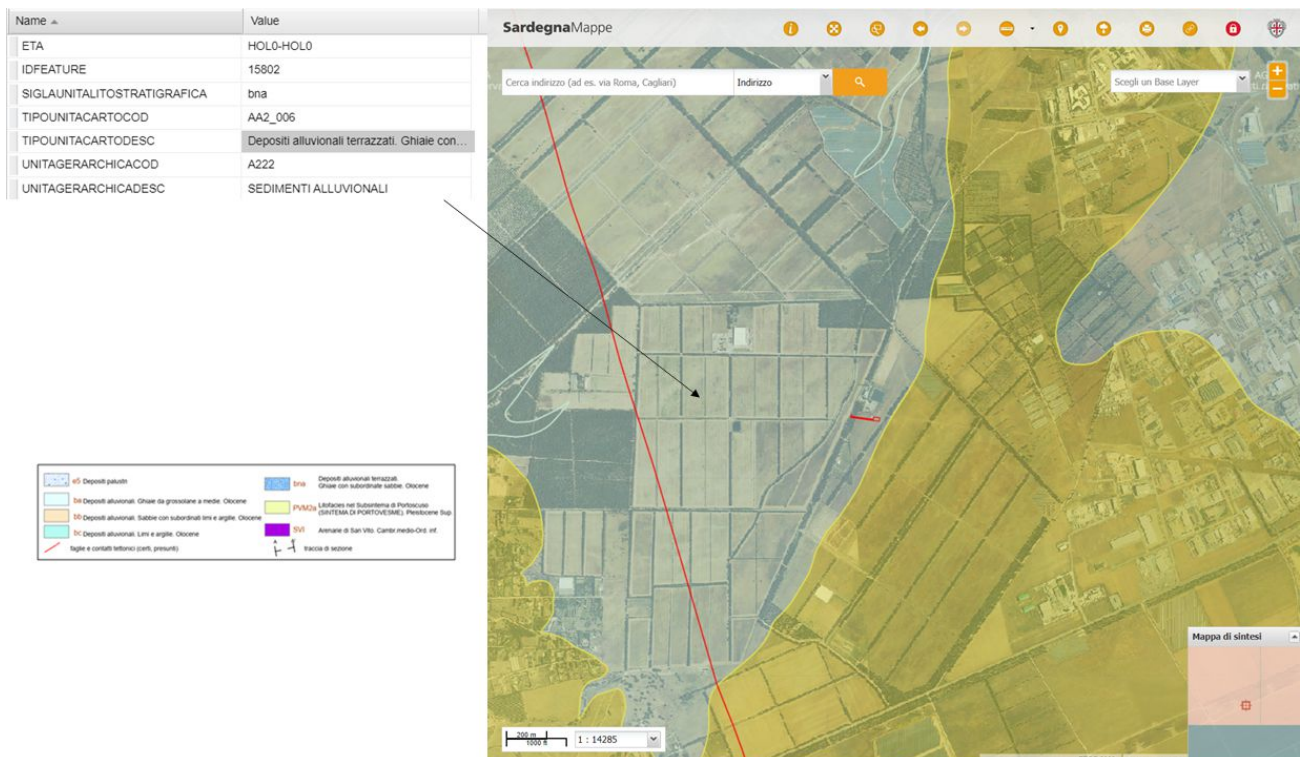 Name Value
ETA HOL0-HOL0
IDFEATURE 15802
SIGLAUNITALITOSTRATIGRAFICA bna
TIPOUNITACARTOCOD AA2_006
TIPOUNITACARTODESC Depositi alluvionali terrazzati. Ghiaie con...
UNITAGERARCHICACOD A222
UNITAGERARCHICADESC SEDIMENTI ALLUVIONALI
SardegnaMappe
Cerca indirizzo (ad es. via Roma, Cagliari) Indirizzo
Scegli un Base Layer
e5 Depositi palustri
ba Depositi alluvionali. Ghiaie da grossolane a medie. Olocene
bb Depositi alluvionali. Sabbie con subordinati limi e argille. Olocene
bc Depositi alluvionali. Limi e argille. Olocene
faglie e contatti tettonici (certi, presunti)
bna Depositi alluvionali terrazzati.
Ghiaie con subordinate sabbie. Olocene
PVM2a Litofacies nel Subsintema di Portoscuso
(SINTEMA DI PORTOVESME). Pleistocene Sup.
SVI Arenarie di San Vito. Cambr.medio-Ord. inf.
traccia di sezione
Mappa di sintesi
200 m
1000 ft
1 : 14285